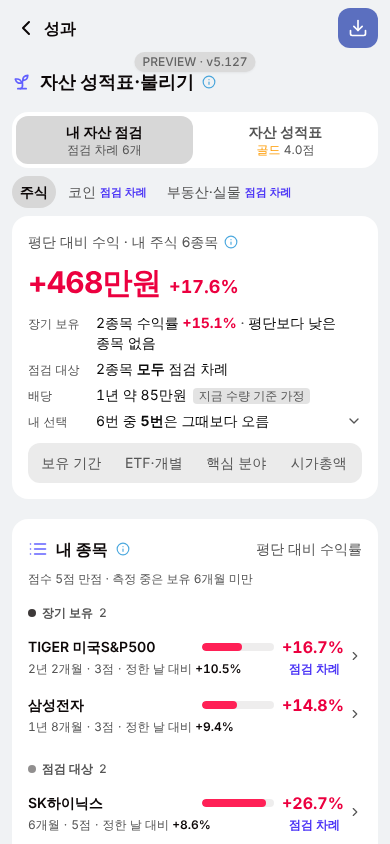 성과
PREVIEW · v5.127
자산 성적표·불리기
내 자산 점검
점검 차례 6개
자산 성적표
골드 4.0점
주식
코인 점검 차례
부동산·실물 점검 차례
평단 대비 수익 · 내 주식 6종목
+468만원 +17.6%
장기 보유 2종목 수익률 +15.1% · 평단보다 낮은
종목 없음
점검 대상 2종목 모두 점검 차례
배당 1년 약 85만원 지금 수량 기준 가정
내 선택 6번 중 5번은 그때보다 오름
보유 기간 ETF·개별 핵심 분야 시가총액
내 종목 평단 대비 수익률
점수 5점 만점 · 측정 중은 보유 6개월 미만
장기 보유 2
TIGER 미국S&P500 +16.7%
2년 2개월 · 3점 · 정한 날 대비 +10.5% 점검 차례
삼성전자 +14.8%
1년 8개월 · 3점 · 정한 날 대비 +9.4%
점검 대상 2
SK하이닉스 +26.7%
6개월 · 5점 · 정한 날 대비 +8.6% 점검 차례